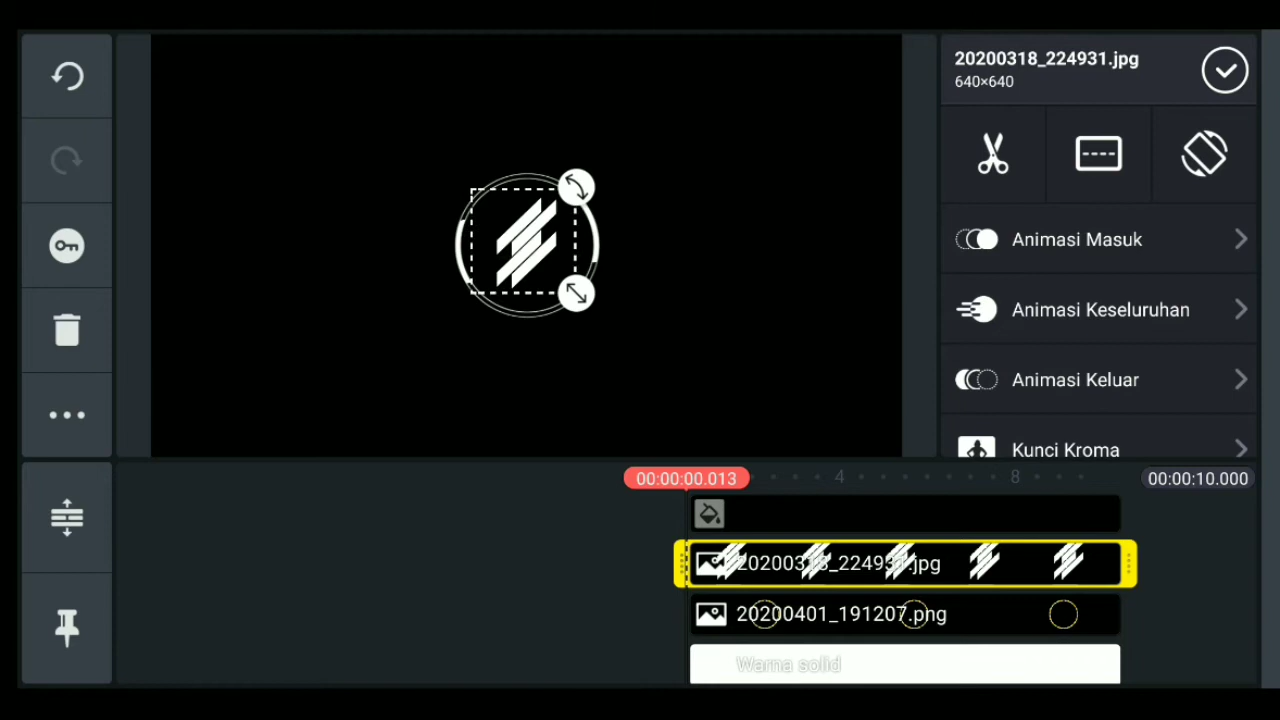 20200318_224931.jpg
640×640
Animasi Masuk
Animasi Keseluruhan
Animasi Keluar
Kunci Kroma
00:00:00.013
4
8
00:00:10.000
20200318_224931.jpg
20200401_191207.png
Warna solid